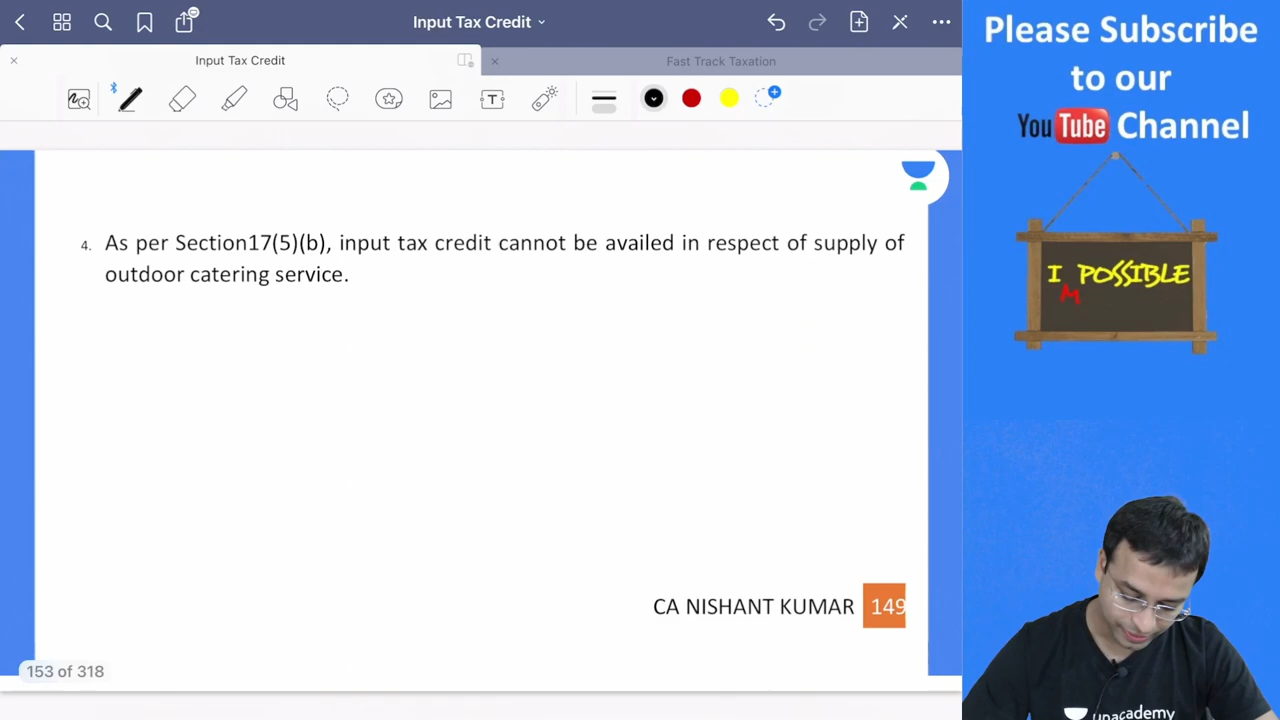 Input Tax Credit
Input Tax Credit
Fast Track Taxation
T
4. As per Section17(5)(b), input tax credit cannot be availed in respect of supply of
outdoor catering service.
CA NISHANT KUMAR 149
153 of 318
Please Subscribe
to our
YouTube Channel
I POSSIBLE
M
unacademy